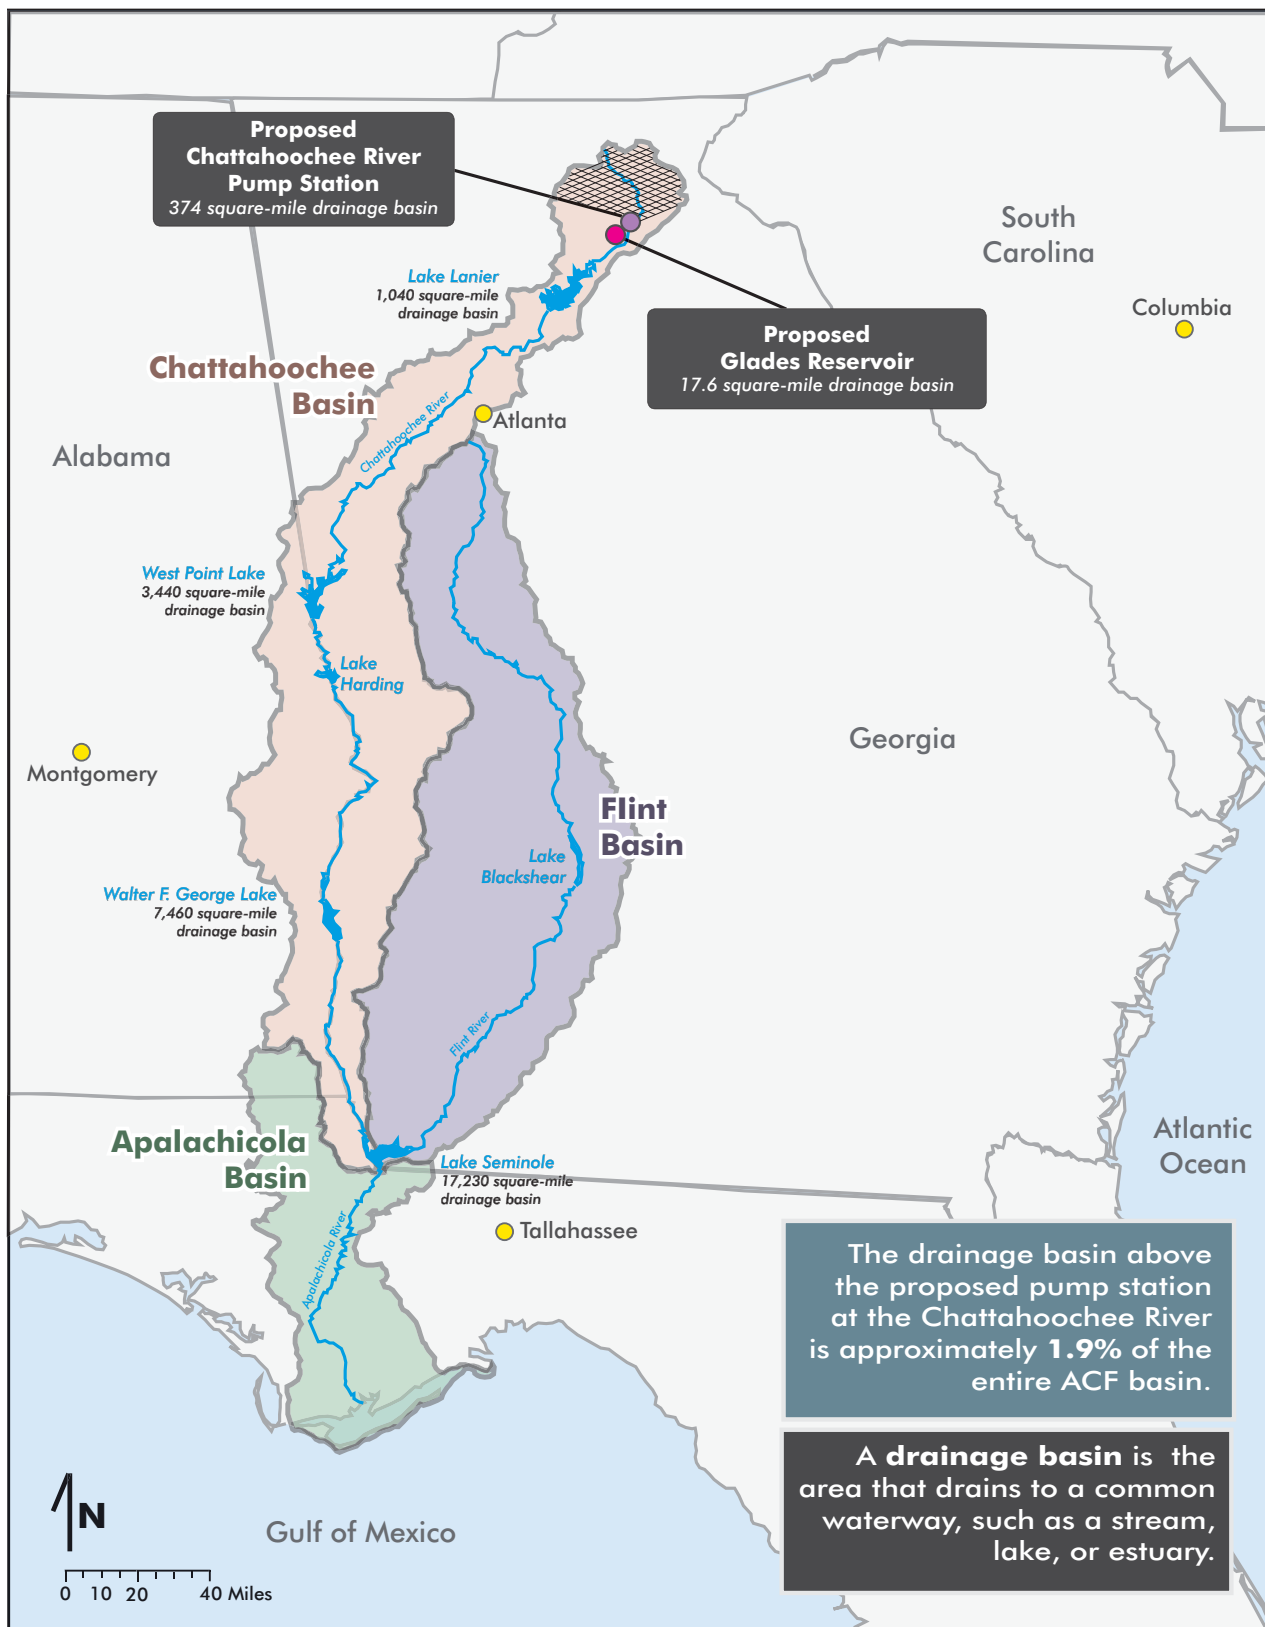 Proposed
Chattahoochee River
Pump Station
374 square-mile drainage basin
South
Carolina
Columbia
Lake Lanier
1,040 square-mile
drainage basin
Proposed
Glades Reservoir
17.6 square-mile drainage basin
Chattahoochee
Basin
Chattahoochee River
Atlanta
Alabama
West Point Lake
3,440 square-mile
drainage basin
Lake
Harding
Georgia
Montgomery
Flint
Basin
Lake
Blackshear
Walter F. George Lake
7,460 square-mile
drainage basin
Flint River
Apalachicola
Basin
Atlantic
Ocean
Lake Seminole
17,230 square-mile
drainage basin
Apalachicola River
Tallahassee
The drainage basin above
the proposed pump station
at the Chattahoochee River
is approximately 1.9% of the
entire ACF basin.
A drainage basin is the
area that drains to a common
waterway, such as a stream,
lake, or estuary.
N
Gulf of Mexico
0 10 20 40 Miles